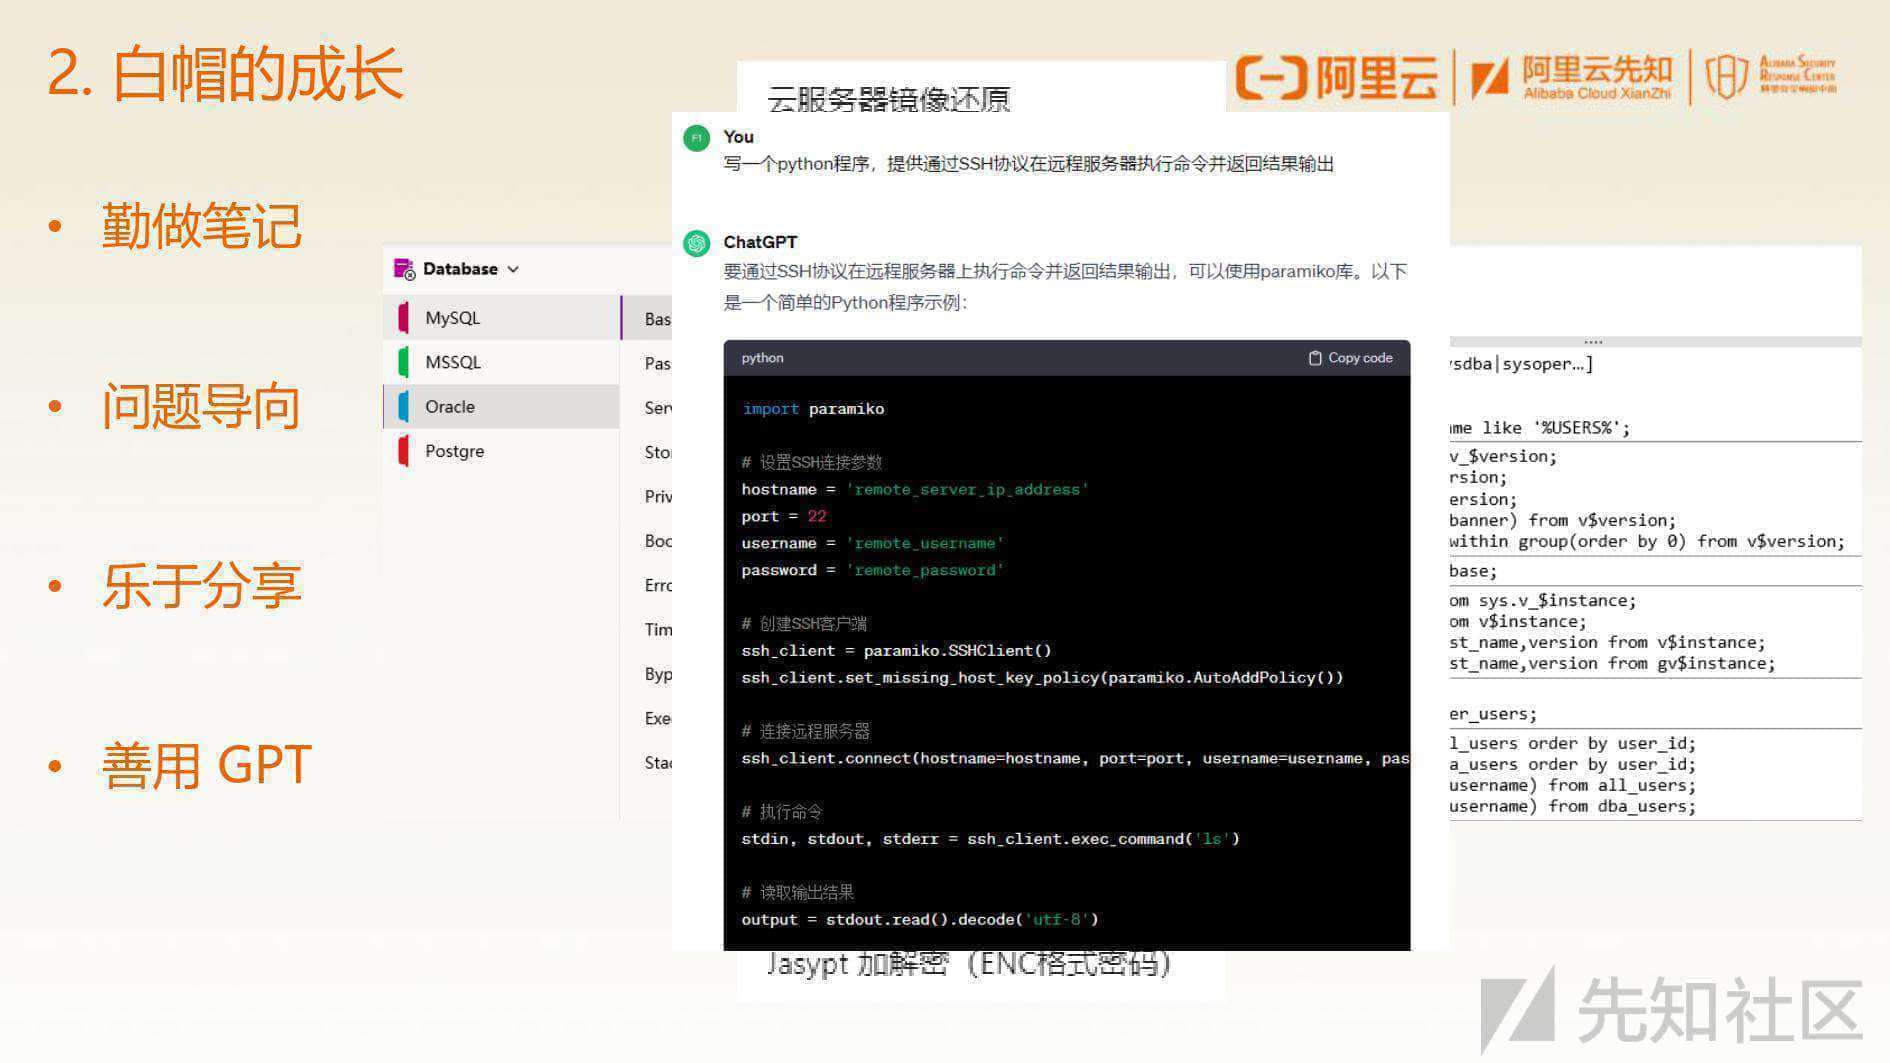 2. 白帽的成长
阿里云
阿里云先知
Alibaba Cloud XianZhi
ALIBABA SECURITY
RESPONSE CENTER
云服务器镜像还原
勤做笔记
问题导向
乐于分享
善用 GPT
Database
MySQL
MSSQL
Oracle
Postgre
Bas
Pas
Ser
Sto
Priv
Boo
Erro
Tim
Byp
Exe
Sta
You
写一个python程序，提供通过SSH协议在远程服务器执行命令并返回结果输出
ChatGPT
要通过SSH协议在远程服务器上执行命令并返回结果输出，可以使用paramiko库。以下
是一个简单的Python程序示例：
python
Copy code
import paramiko
# 设置SSH连接参数
hostname = 'remote_server_ip_address'
port = 22
username = 'remote_username'
password = 'remote_password'
# 创建SSH客户端
ssh_client = paramiko.SSHClient()
ssh_client.set_missing_host_key_policy(paramiko.AutoAddPolicy())
# 连接远程服务器
ssh_client.connect(hostname=hostname, port=port, username=username, pas
# 执行命令
stdin, stdout, stderr = ssh_client.exec_command('ls')
# 读取输出结果
output = stdout.read().decode('utf-8')
ysdba|sysoper…]
ame like '%USERS%';
v_$version;
rsion;
ersion;
banner) from v$version;
within group(order by 0) from v$version;
base;
om sys.v_$instance;
om v$instance;
st_name,version from v$instance;
st_name,version from gv$instance;
er_users;
l_users order by user_id;
a_users order by user_id;
username) from all_users;
username) from dba_users;
Jasypt 加解密（ENC格式密码）
先知社区